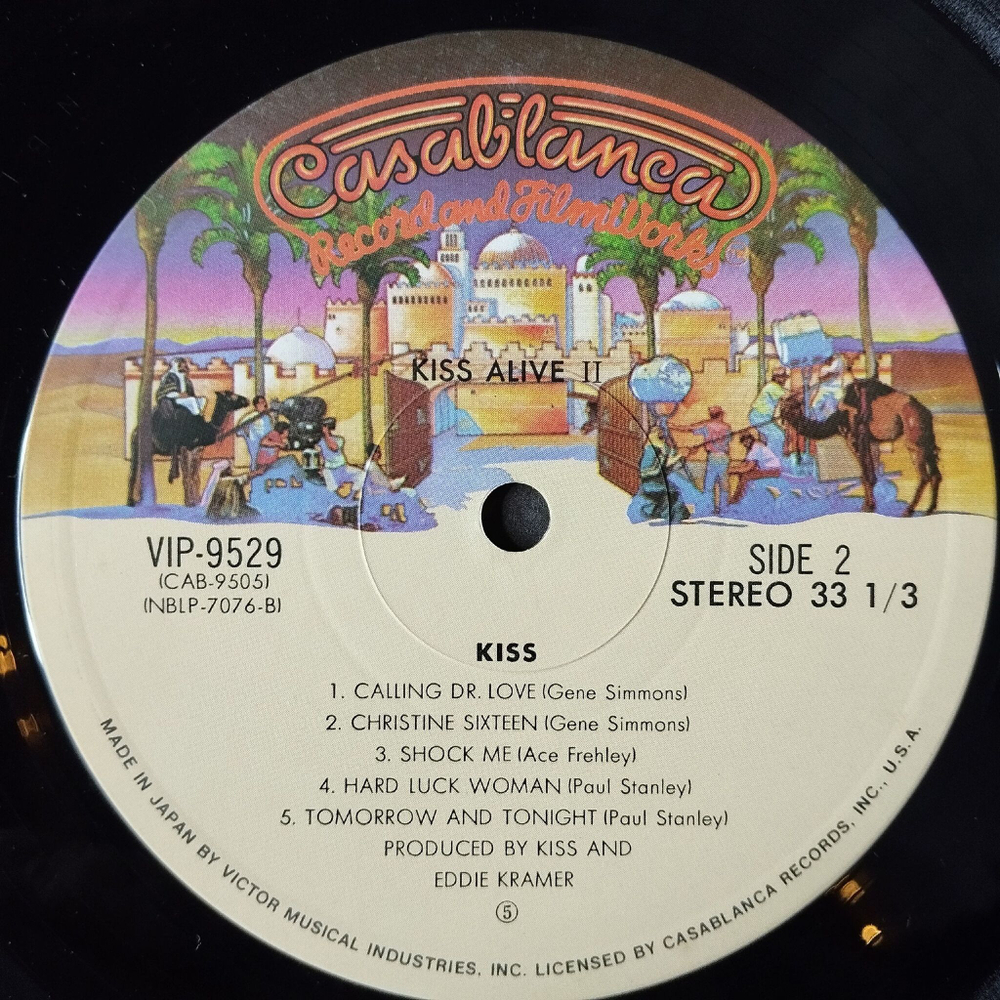 Casablanca
Record and FilmWorks™
KISS ALIVE II
VIP-9529
(CAB-9505)
(NBLP-7076-B)
SIDE 2
STEREO 33 1/3
KISS
1. CALLING DR. LOVE (Gene Simmons)
2. CHRISTINE SIXTEEN (Gene Simmons)
3. SHOCK ME (Ace Frehley)
4. HARD LUCK WOMAN (Paul Stanley)
5. TOMORROW AND TONIGHT (Paul Stanley)
PRODUCED BY KISS AND
EDDIE KRAMER
⑤
MADE IN JAPAN BY VICTOR MUSICAL INDUSTRIES, INC. LICENSED BY CASABLANCA RECORDS, INC., U.S.A.